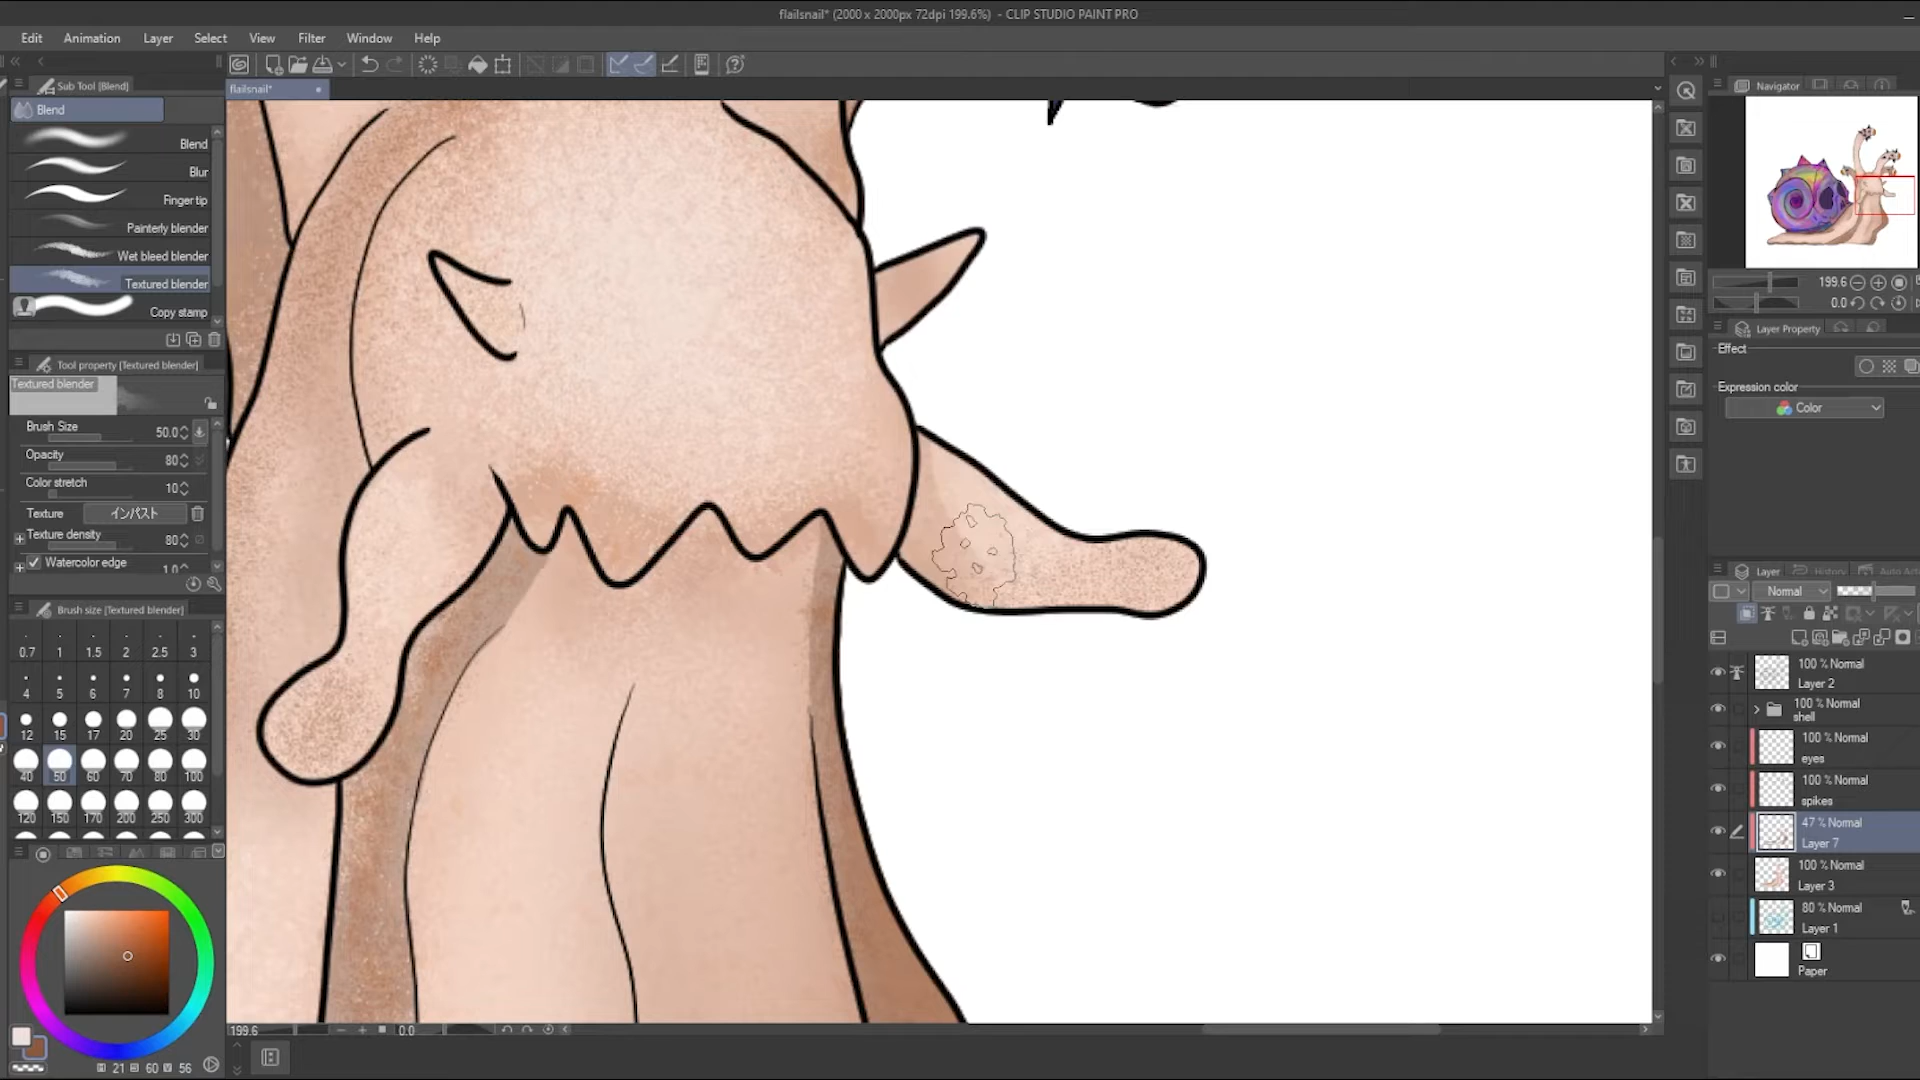 flailsnail* (2000 x 2000px 72dpi 199.6%) - CLIP STUDIO PAINT PRO
Edit Animation Layer Select View Filter Window Help
Sub Tool [Blend]
flailsnail*
Navigator
Blend
Blend
Blur
Finger tip
Painterly blender
Wet bleed blender
Textured blender
Copy stamp
199.6
0.0
Layer Property
Effect
Expression color
Color
Tool property [Textured blender]
Textured blender
Brush Size 50.0
Opacity 80
Color stretch 10
Texture インパスト
Texture density 80
Watercolor edge 1.0
Brush size [Textured blender]
0.7 1 1.5 2 2.5 3
4 5 6 7 8 10
12 15 17 20 25 30
40 50 60 70 80 100
120 150 170 200 250 300
Layer History Auto Act
Normal
100 % Normal
Layer 2
100 % Normal
shell
100 % Normal
eyes
100 % Normal
spikes
47 % Normal
Layer 7
100 % Normal
Layer 3
80 % Normal
Layer 1
Paper
199.6 0.0
21 60 56